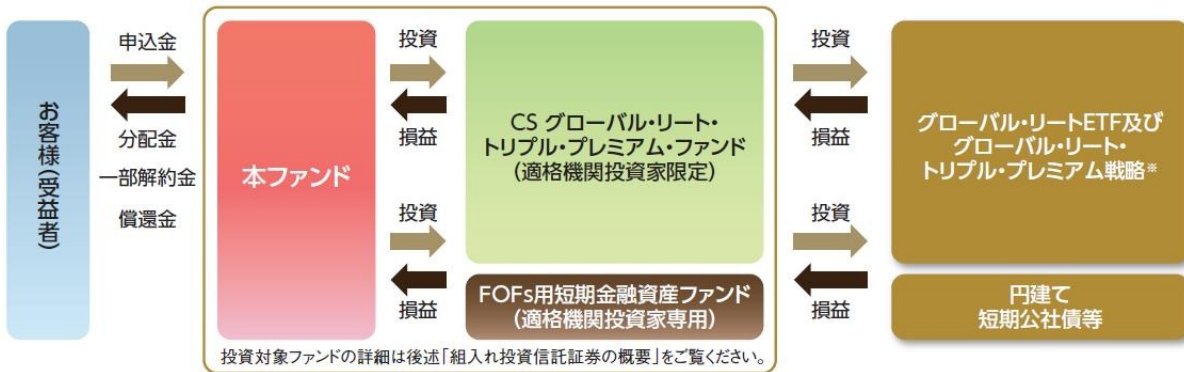 お客様(受益者)
申込金
分配金
一部解約金
償還金
本ファンド
投資
損益
投資
損益
CS グローバル・リート・
トリプル・プレミアム・ファンド
(適格機関投資家限定)
FOFs用短期金融資産ファンド
(適格機関投資家専用)
投資
損益
投資
損益
グローバル・リートETF及び
グローバル・リート・
トリプル・プレミアム戦略※
円建て
短期公社債等
投資対象ファンドの詳細は後述「組入れ投資信託証券の概要」をご覧ください。